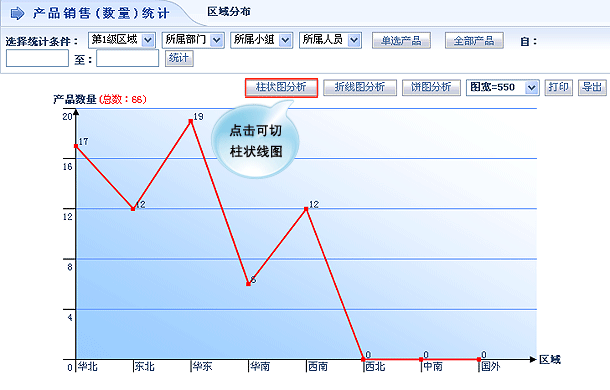 产品销售(数量)统计 区域分布
选择统计条件： 第1级区域 所属部门 所属小组 所属人员 单选产品 全部产品 自：
至： 统计
柱状图分析 折线图分析 饼图分析 图宽=550 打印 导出
产品数量(总数：66)
点击可切
柱状线图
20
16
12
8
4
0
17
12
19
6
12
0
0
0
华北 东北 华东 华南 西南 西北 中南 国外 区域